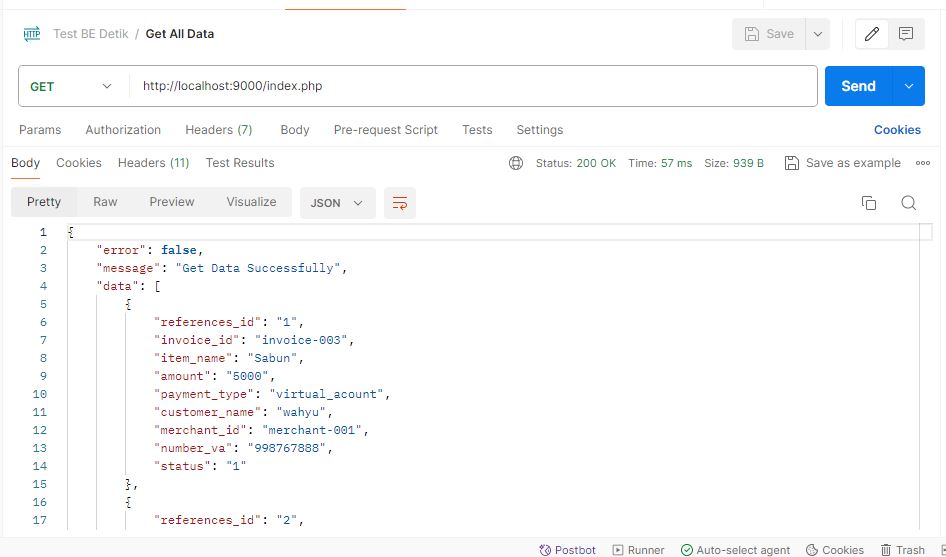 HTTP Test BE Detik / Get All Data Save
GET http://localhost:9000/index.php Send
Params Authorization Headers (7) Body Pre-request Script Tests Settings Cookies
Body Cookies Headers (11) Test Results Status: 200 OK Time: 57 ms Size: 939 B Save as example
Pretty Raw Preview Visualize JSON
1 {
2 "error": false,
3 "message": "Get Data Successfully",
4 "data": [
5 {
6 "references_id": "1",
7 "invoice_id": "invoice-003",
8 "item_name": "Sabun",
9 "amount": "5000",
10 "payment_type": "virtual_acount",
11 "customer_name": "wahyu",
12 "merchant_id": "merchant-001",
13 "number_va": "998767888",
14 "status": "1"
15 },
16 {
17 "references_id": "2",
Postbot Runner Auto-select agent Cookies Trash